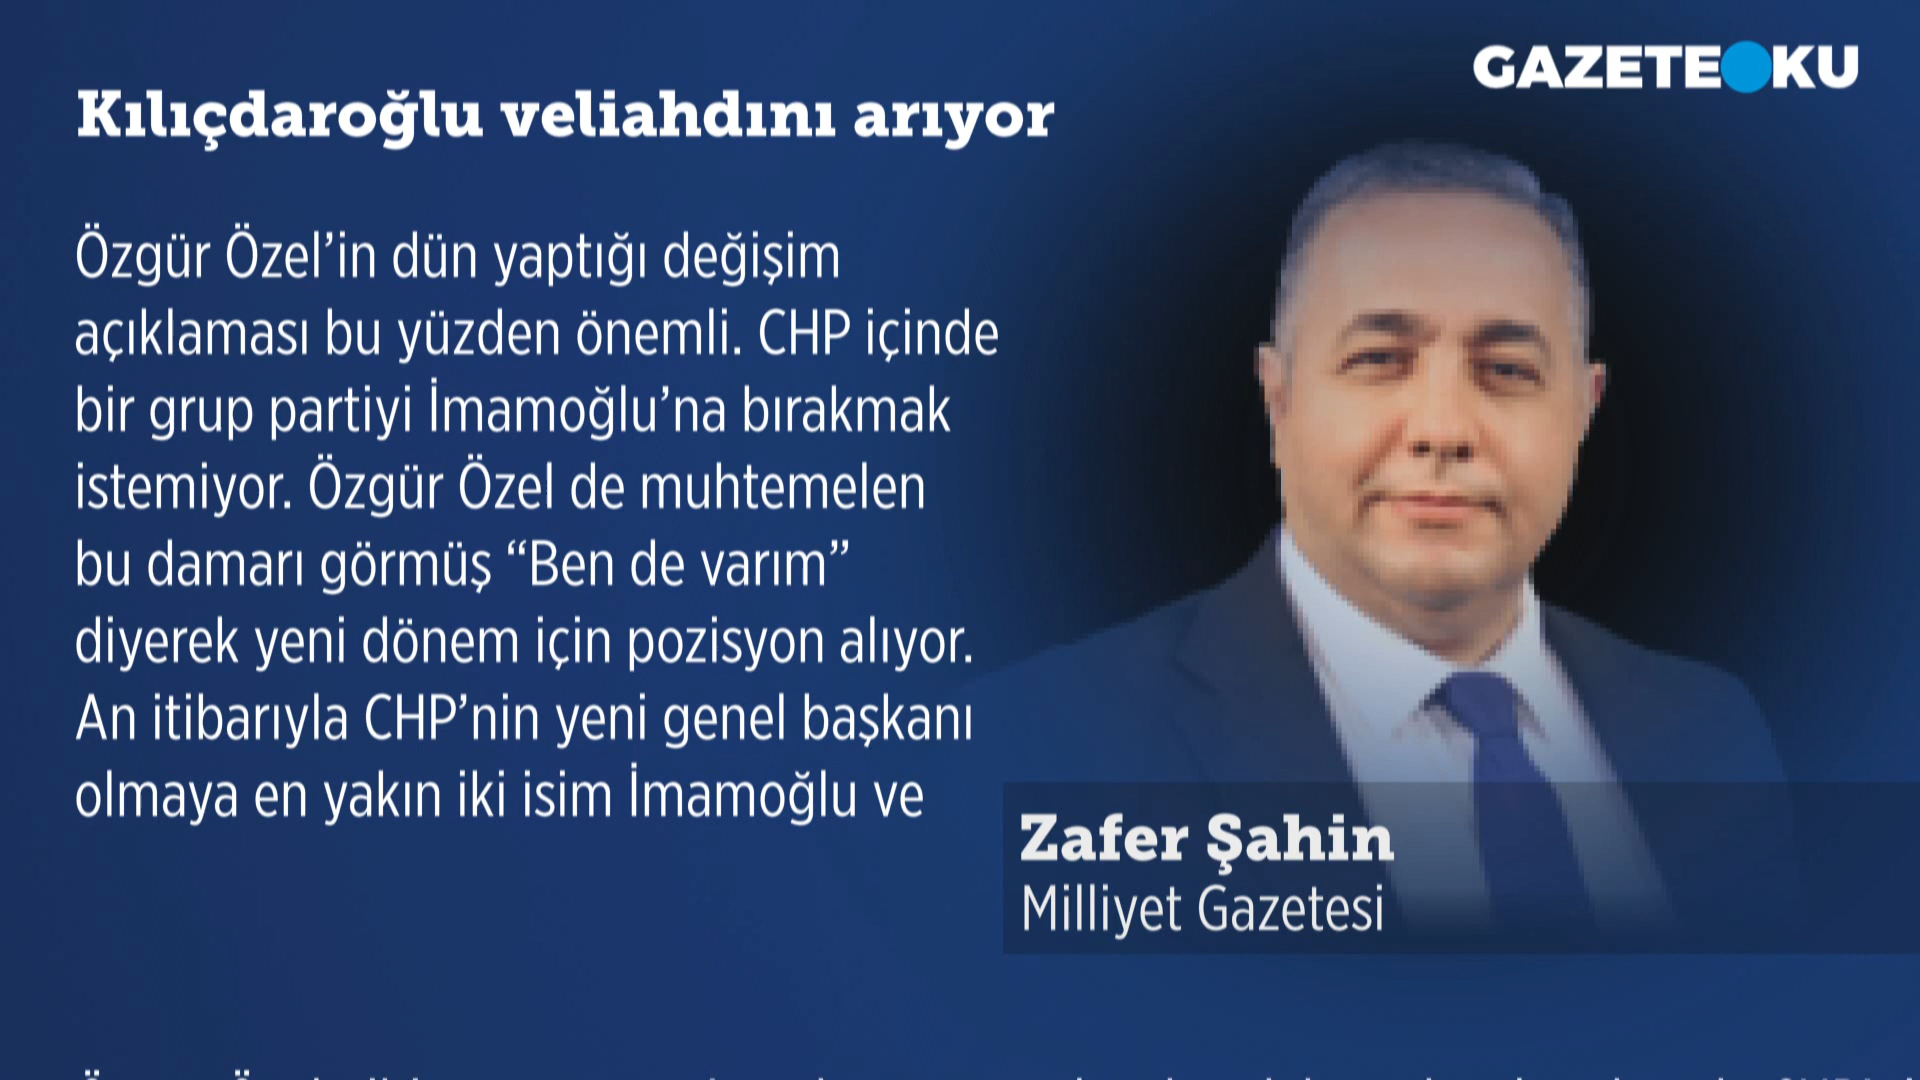 GAZETE OKU
Kılıçdaroğlu veliahdını arıyor
Özgür Özel’in dün yaptığı değişim
açıklaması bu yüzden önemli. CHP içinde
bir grup partiyi İmamoğlu’na bırakmak
istemiyor. Özgür Özel de muhtemelen
bu damarı görmüş “Ben de varım”
diyerek yeni dönem için pozisyon alıyor.
An itibarıyla CHP’nin yeni genel başkanı
olmaya en yakın iki isim İmamoğlu ve
Zafer Şahin
Milliyet Gazetesi